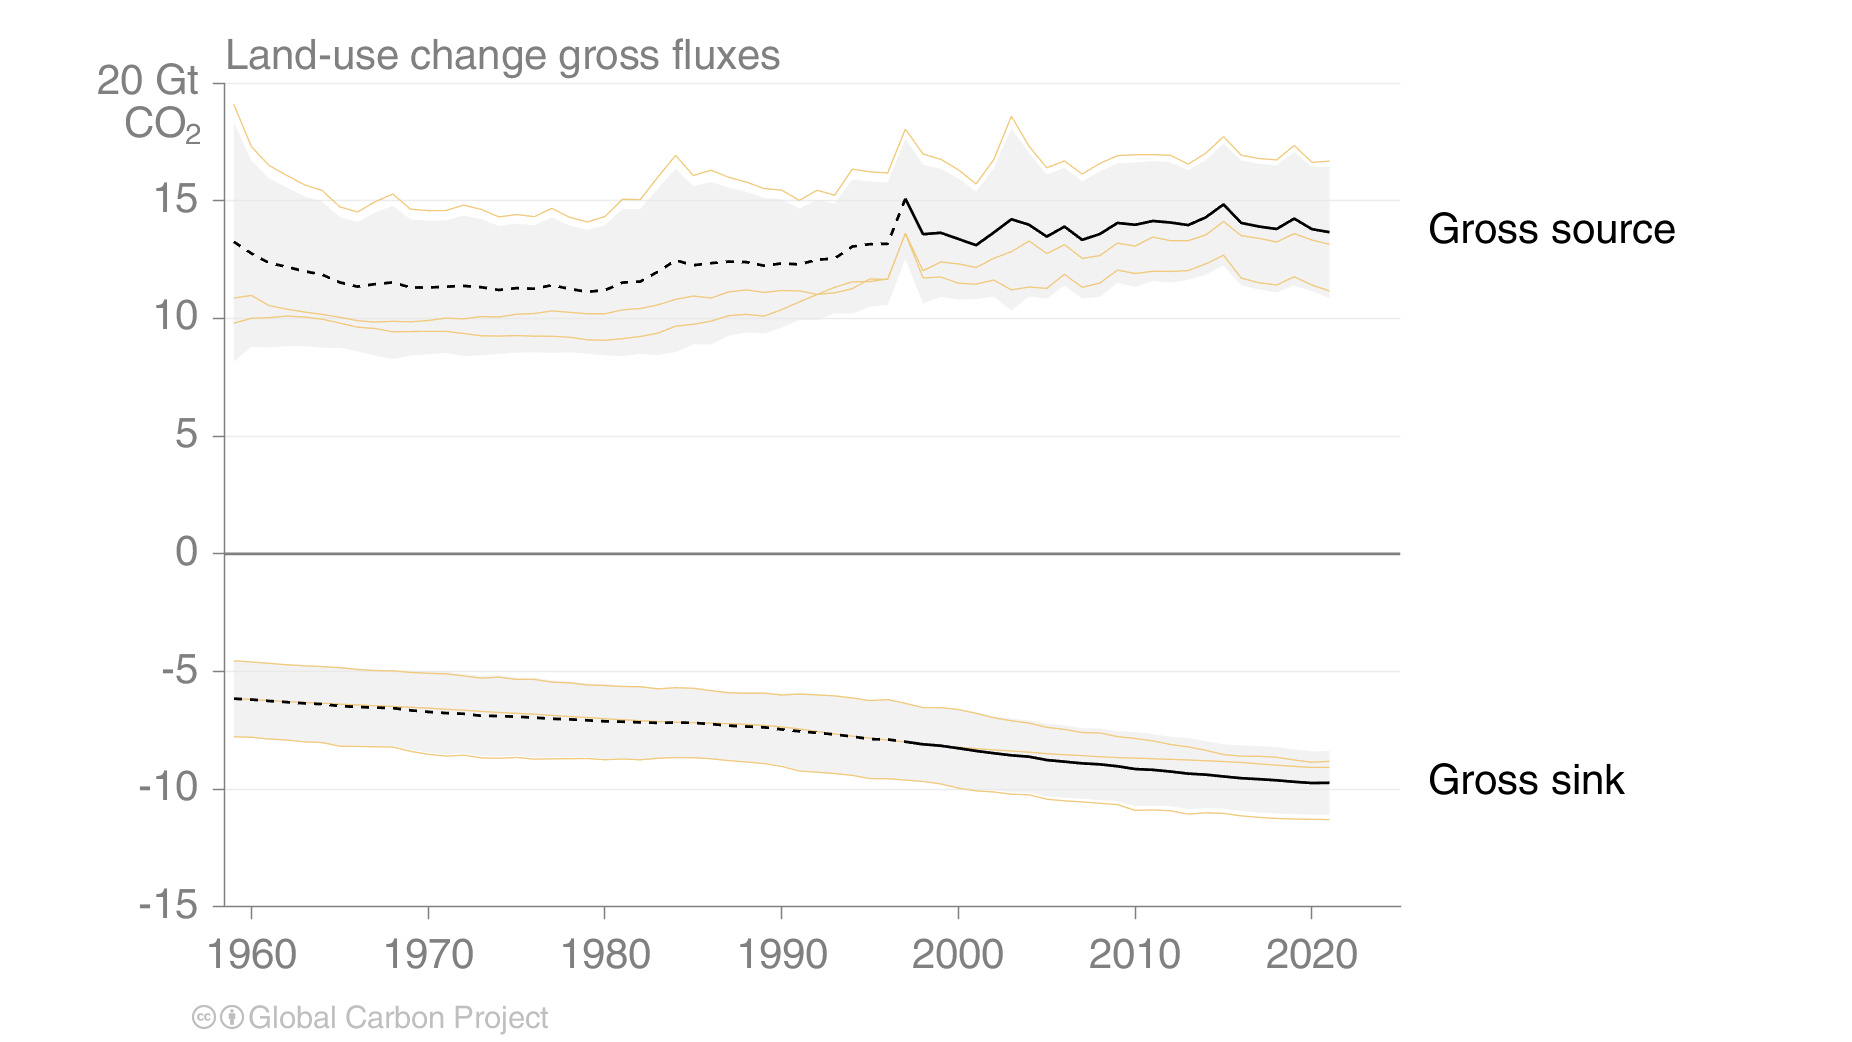 Land-use change gross fluxes
20 Gt
CO₂
15
10
5
0
-5
-10
-15
Gross source
Gross sink
1960 1970 1980 1990 2000 2010 2020
cc Global Carbon Project